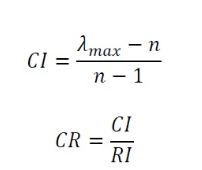 CI = (λ_max − n) / (n − 1)
CR = CI / RI